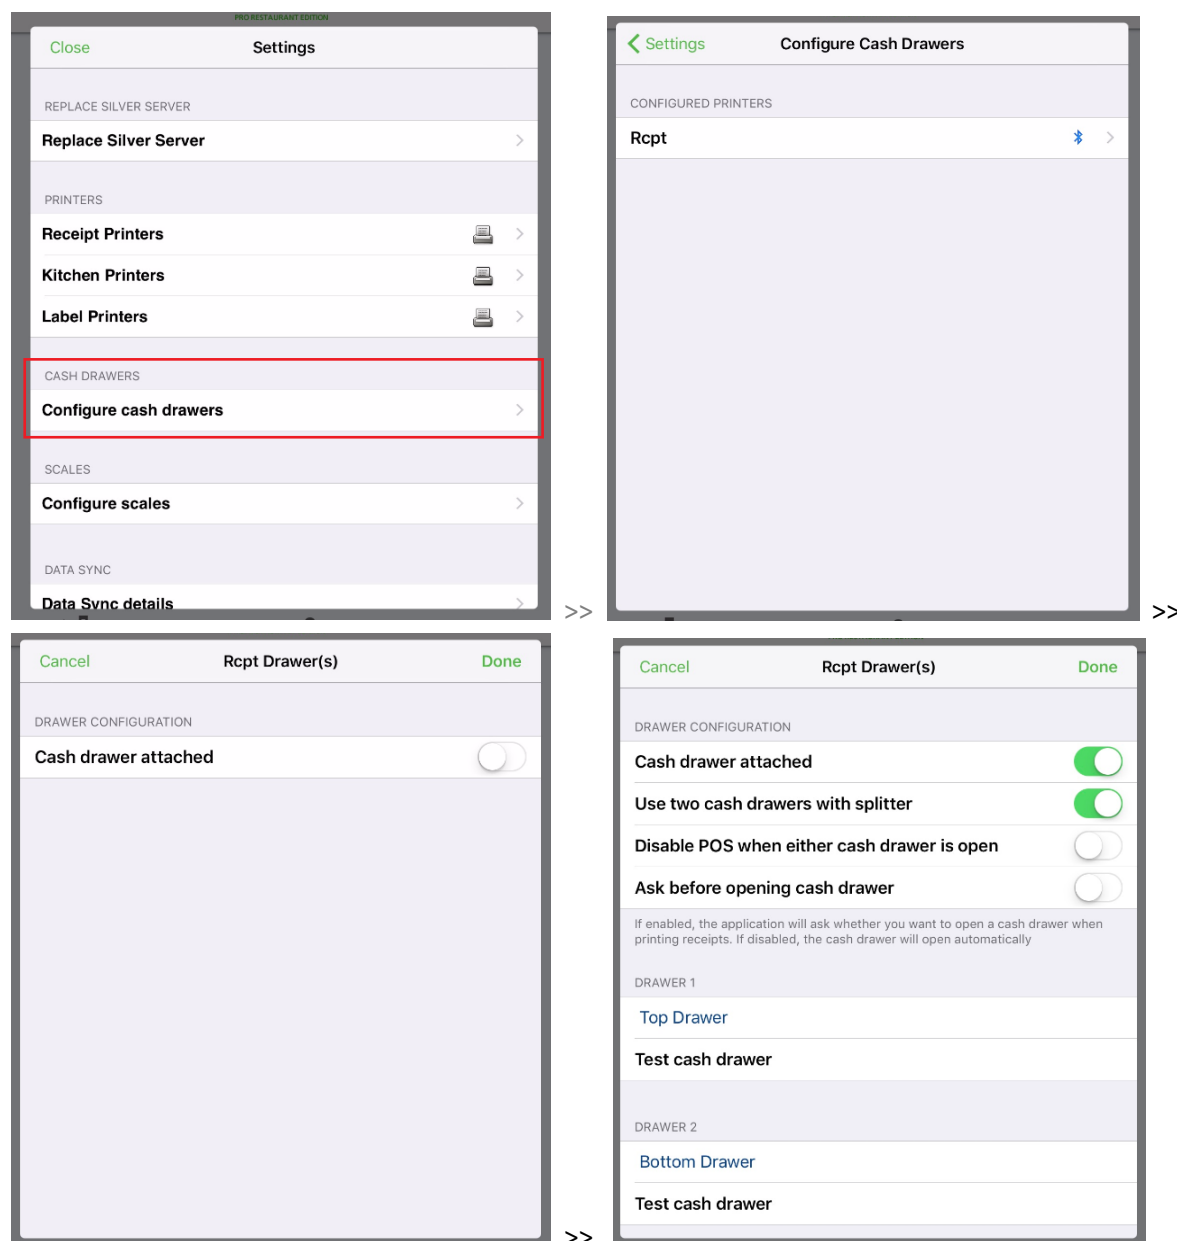 PRO RESTAURANT EDITION
Close
Settings
REPLACE SILVER SERVER
Replace Silver Server
PRINTERS
Receipt Printers
Kitchen Printers
Label Printers
CASH DRAWERS
Configure cash drawers
SCALES
Configure scales
DATA SYNC
Data Sync details
>>
Settings
Configure Cash Drawers
CONFIGURED PRINTERS
Rcpt
>>
Cancel
Rcpt Drawer(s)
Done
DRAWER CONFIGURATION
Cash drawer attached
>>
Cancel
Rcpt Drawer(s)
Done
DRAWER CONFIGURATION
Cash drawer attached
Use two cash drawers with splitter
Disable POS when either cash drawer is open
Ask before opening cash drawer
If enabled, the application will ask whether you want to open a cash drawer when
printing receipts. If disabled, the cash drawer will open automatically
DRAWER 1
Top Drawer
Test cash drawer
DRAWER 2
Bottom Drawer
Test cash drawer